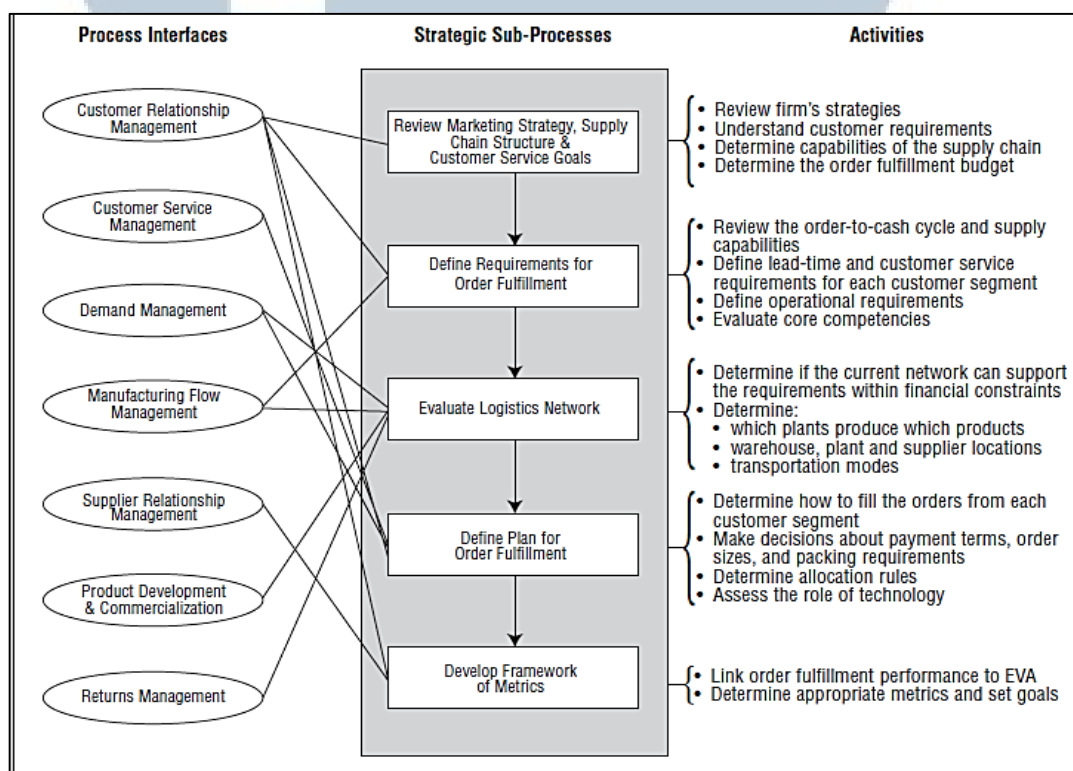 Process Interfaces
Strategic Sub-Processes
Activities
Customer Relationship
Management
Customer Service
Management
Demand Management
Manufacturing Flow
Management
Supplier Relationship
Management
Product Development
& Commercialization
Returns Management
Review Marketing Strategy, Supply
Chain Structure &
Customer Service Goals
Define Requirements for
Order Fulfillment
Evaluate Logistics Network
Define Plan for
Order Fulfillment
Develop Framework
of Metrics
• Review firm's strategies
• Understand customer requirements
• Determine capabilities of the supply chain
• Determine the order fulfillment budget
• Review the order-to-cash cycle and supply
capabilities
• Define lead-time and customer service
requirements for each customer segment
• Define operational requirements
• Evaluate core competencies
• Determine if the current network can support
the requirements within financial constraints
• Determine:
• which plants produce which products
• warehouse, plant and supplier locations
• transportation modes
• Determine how to fill the orders from each
customer segment
• Make decisions about payment terms, order
sizes, and packing requirements
• Determine allocation rules
• Assess the role of technology
• Link order fulfillment performance to EVA
• Determine appropriate metrics and set goals